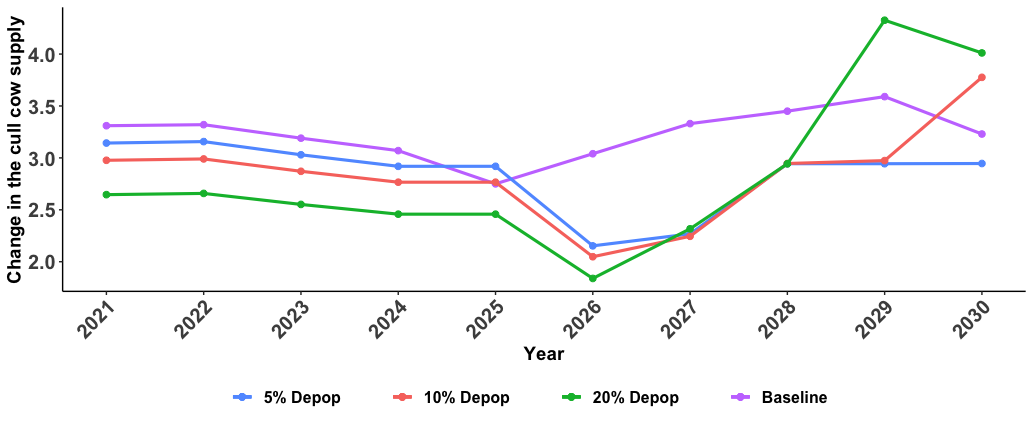 Change in the cull cow supply
4.0
3.5
3.0
2.5
2.0
2021 2022 2023 2024 2025 2026 2027 2028 2029 2030
Year
5% Depop 10% Depop 20% Depop Baseline